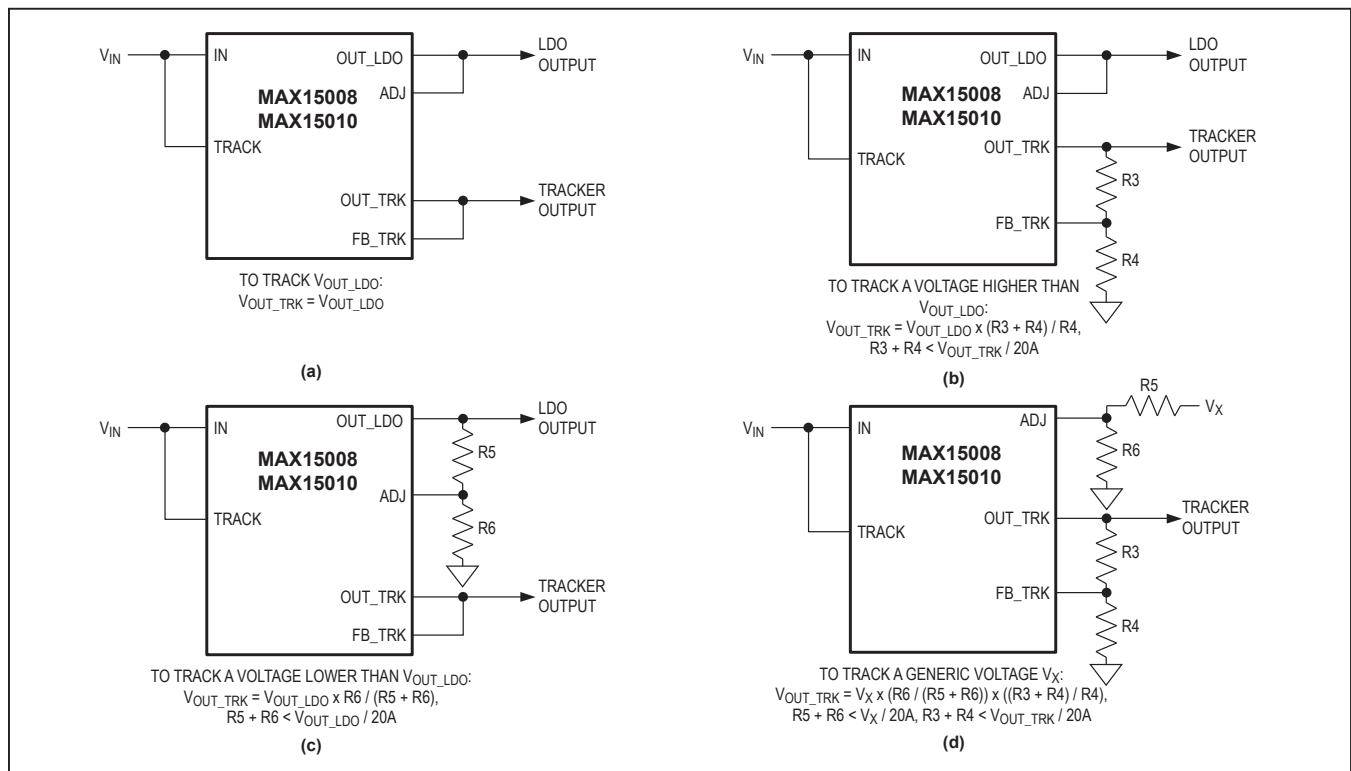 V_IN
IN
TRACK
MAX15008
MAX15010
OUT_LDO
ADJ
OUT_TRK
FB_TRK
LDO
OUTPUT
TRACKER
OUTPUT
TO TRACK V_OUT_LDO:
V_OUT_TRK = V_OUT_LDO
(a)
V_IN
IN
TRACK
MAX15008
MAX15010
OUT_LDO
ADJ
OUT_TRK
FB_TRK
LDO
OUTPUT
TRACKER
OUTPUT
R3
R4
TO TRACK A VOLTAGE HIGHER THAN
V_OUT_LDO:
V_OUT_TRK = V_OUT_LDO x (R3 + R4) / R4,
R3 + R4 < V_OUT_TRK / 20A
(b)
V_IN
IN
TRACK
MAX15008
MAX15010
OUT_LDO
ADJ
OUT_TRK
FB_TRK
LDO
OUTPUT
R5
R6
TRACKER
OUTPUT
TO TRACK A VOLTAGE LOWER THAN V_OUT_LDO:
V_OUT_TRK = V_OUT_LDO x R6 / (R5 + R6),
R5 + R6 < V_OUT_LDO / 20A
(c)
V_IN
IN
TRACK
MAX15008
MAX15010
ADJ
OUT_TRK
FB_TRK
R5
V_X
R6
TRACKER
OUTPUT
R3
R4
TO TRACK A GENERIC VOLTAGE V_X:
V_OUT_TRK = V_X x (R6 / (R5 + R6)) x ((R3 + R4) / R4),
R5 + R6 < V_X / 20A, R3 + R4 < V_OUT_TRK / 20A
(d)